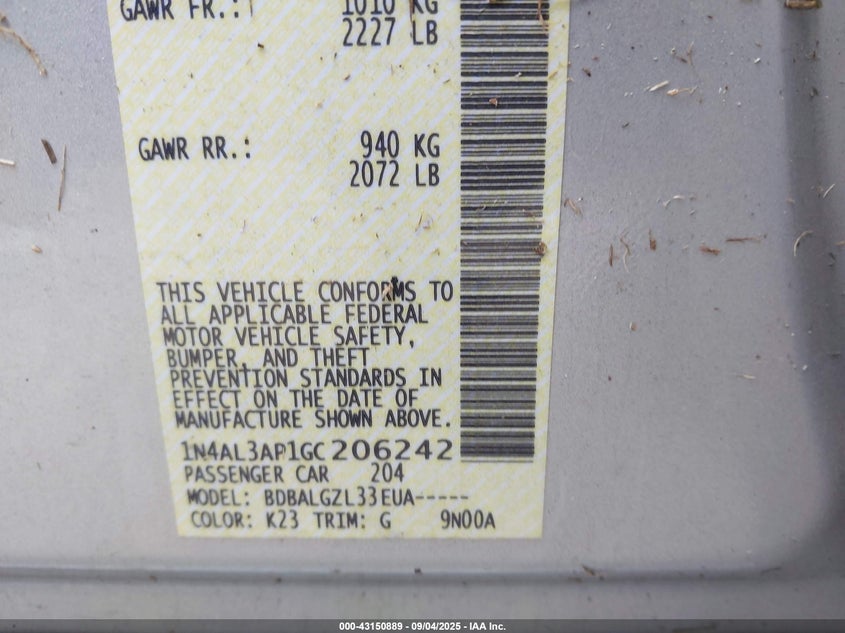 GAWR FR.: 1010 KG
2227 LB
GAWR RR.: 940 KG
2072 LB
THIS VEHICLE CONFORMS TO
ALL APPLICABLE FEDERAL
MOTOR VEHICLE SAFETY,
BUMPER, AND THEFT
PREVENTION STANDARDS IN
EFFECT ON THE DATE OF
MANUFACTURE SHOWN ABOVE.
1N4AL3AP1GC206242
PASSENGER CAR 204
MODEL: BDBALGZL33EUA-----
COLOR: K23 TRIM: G 9N00A
000-43150889 - 09/04/2025 - IAA Inc.